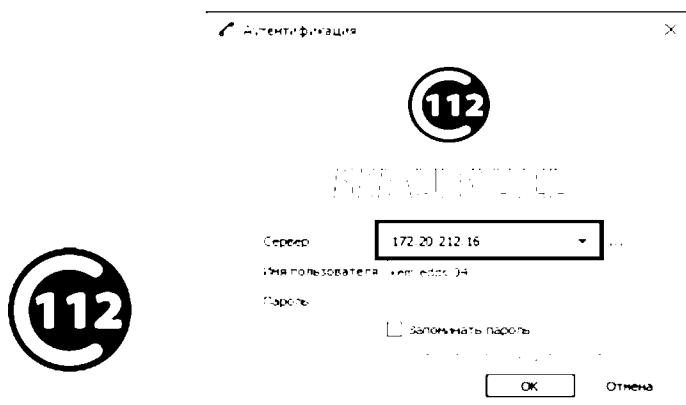 Аутентификация
112
Сервер 172.20.212.16
Имя пользователя
Пароль
Запоминать пароль
OK Отмена
112